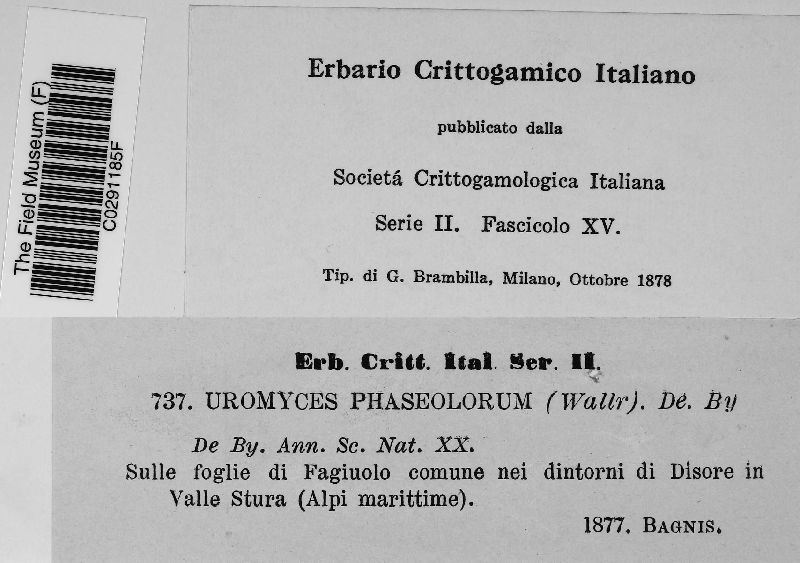 The Field Museum (F)
C0291185F
Erbario Crittogamico Italiano
pubblicato dalla
Societá Crittogamologica Italiana
Serie II. Fascicolo XV.
Tip. di G. Brambilla, Milano, Ottobre 1878
Erb. Critt. Ital. Ser. II.
737. UROMYCES PHASEOLORUM (Wallr). De. By
De By. Ann. Sc. Nat. XX.
Sulle foglie di Fagiuolo comune nei dintorni di Disore in
Valle Stura (Alpi marittime).
1877. BAGNIS.